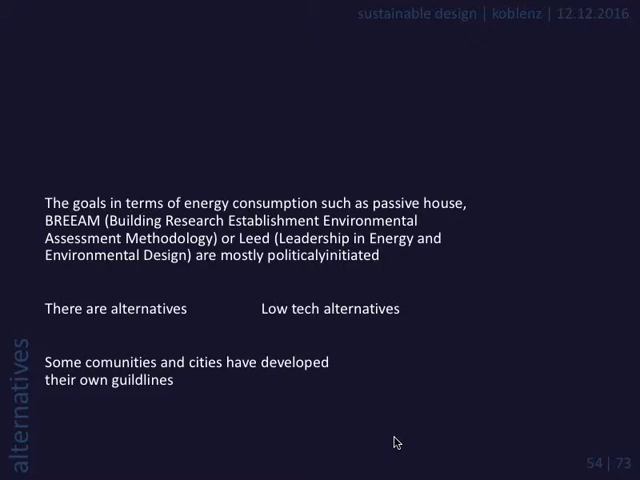 sustainable design | koblenz | 12.12.2016
The goals in terms of energy consumption such as passive house,
BREEAM (Building Research Establishment Environmental
Assessment Methodology) or Leed (Leadership in Energy and
Environmental Design) are mostly politicalyinitiated
There are alternatives
Low tech alternatives
Some comunities and cities have developed
their own guildlines
alternatives
54 | 73